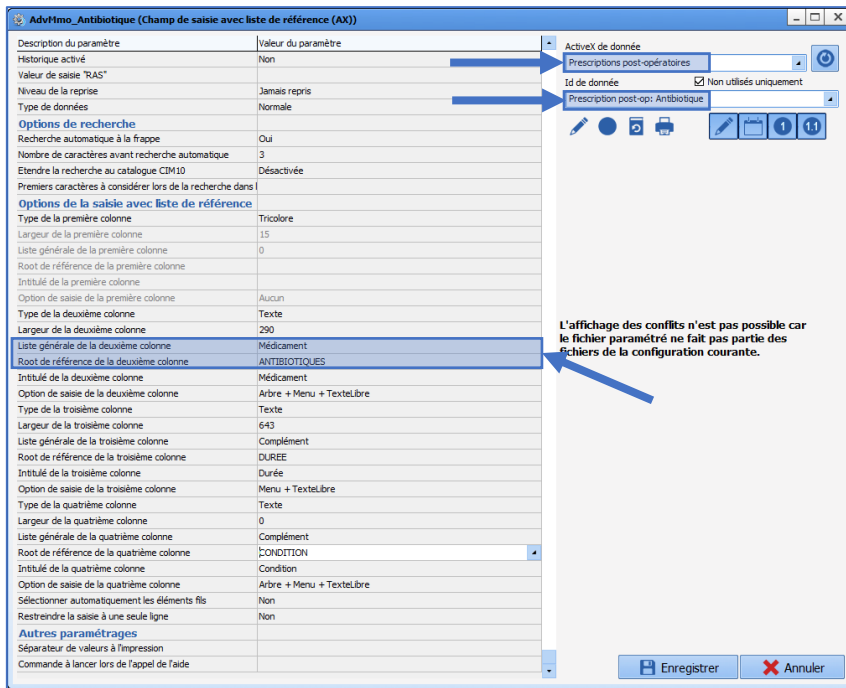 AdvMmo_Antibiotique (Champ de saisie avec liste de référence (AX))
Description du paramètre Valeur du paramètre
Historique activé Non
Valeur de saisie "RAS"
Niveau de la reprise Jamais repris
Type de données Normale
Options de recherche
Recherche automatique à la frappe Oui
Nombre de caractères avant recherche automatique 3
Etendre la recherche au catalogue CIM10 Désactivée
Premiers caractères à considérer lors de la recherche dans l
Options de la saisie avec liste de référence
Type de la première colonne Tricolore
Largeur de la première colonne 15
Liste générale de la première colonne 0
Root de référence de la première colonne
Intitulé de la première colonne
Option de saisie de la première colonne Aucun
Type de la deuxième colonne Texte
Largeur de la deuxième colonne 290
Liste générale de la deuxième colonne Médicament
Root de référence de la deuxième colonne ANTIBIOTIQUES
Intitulé de la deuxième colonne Médicament
Option de saisie de la deuxième colonne Arbre + Menu + TexteLibre
Type de la troisième colonne Texte
Largeur de la troisième colonne 643
Liste générale de la troisième colonne Complément
Root de référence de la troisième colonne DUREE
Intitulé de la troisième colonne Durée
Option de saisie de la troisième colonne Menu + TexteLibre
Type de la quatrième colonne Texte
Largeur de la quatrième colonne 0
Liste générale de la quatrième colonne Complément
Root de référence de la quatrième colonne CONDITION
Intitulé de la quatrième colonne Condition
Option de saisie de la quatrième colonne Arbre + Menu + TexteLibre
Sélectionner automatiquement les éléments fils Non
Restreindre la saisie à une seule ligne Non
Autres paramétrages
Séparateur de valeurs à l'impression
Commande à lancer lors de l'appel de l'aide
ActiveX de donnée
Prescriptions post-opératoires
Id de donnée Non utilisés uniquement
Prescription post-op: Antibiotique
1 1.1
L'affichage des conflits n'est pas possible car
le fichier paramétré ne fait pas partie des
fichiers de la configuration courante.
Enregistrer Annuler